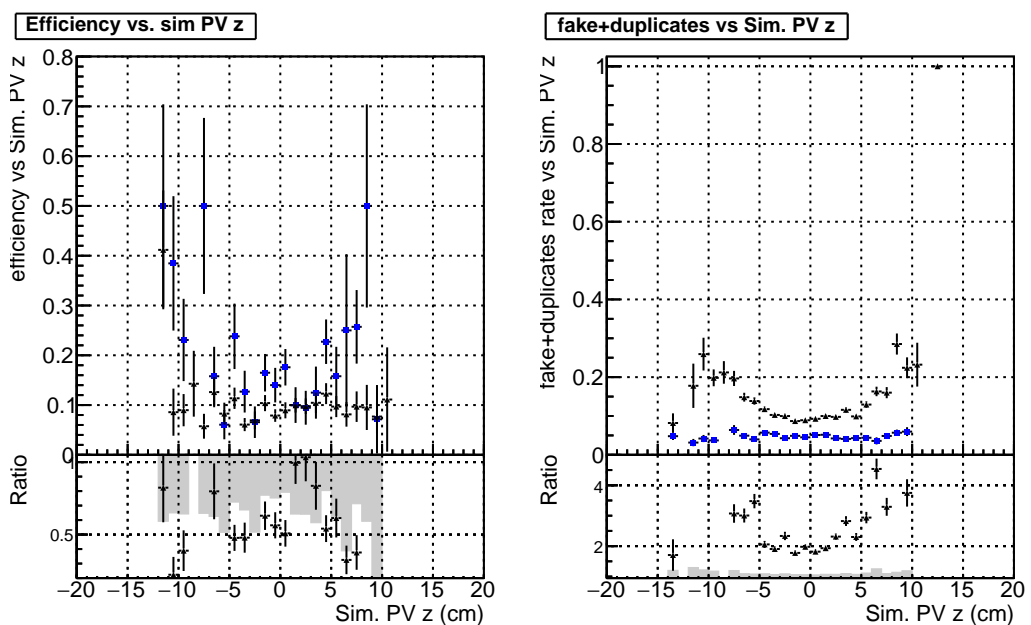 Efficiency vs. sim PV z
efficiency vs Sim. PV z
0.8
0.7
0.6
0.5
0.4
0.3
0.2
0.1
0
Ratio
1
0.5
−20 −15 −10 −5 0 5 10 15 20
Sim. PV z (cm)
fake+duplicates vs Sim. PV z
fake+duplicates rate vs Sim. PV z
1
0.8
0.6
0.4
0.2
0
Ratio
4
2
−20 −15 −10 −5 0 5 10 15 20
Sim. PV z (cm)